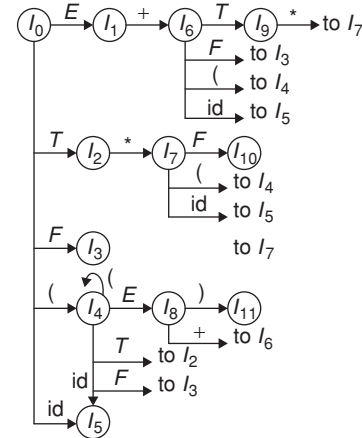 I0 E I1 + I6 T I9 * to I7
F to I3
( to I4
id to I5
T I2 * I7 F I10
( to I4
id to I5
F I3 to I7
(
( I4 E I8 ) I11
+ to I6
T to I2
id F to I3
id I5